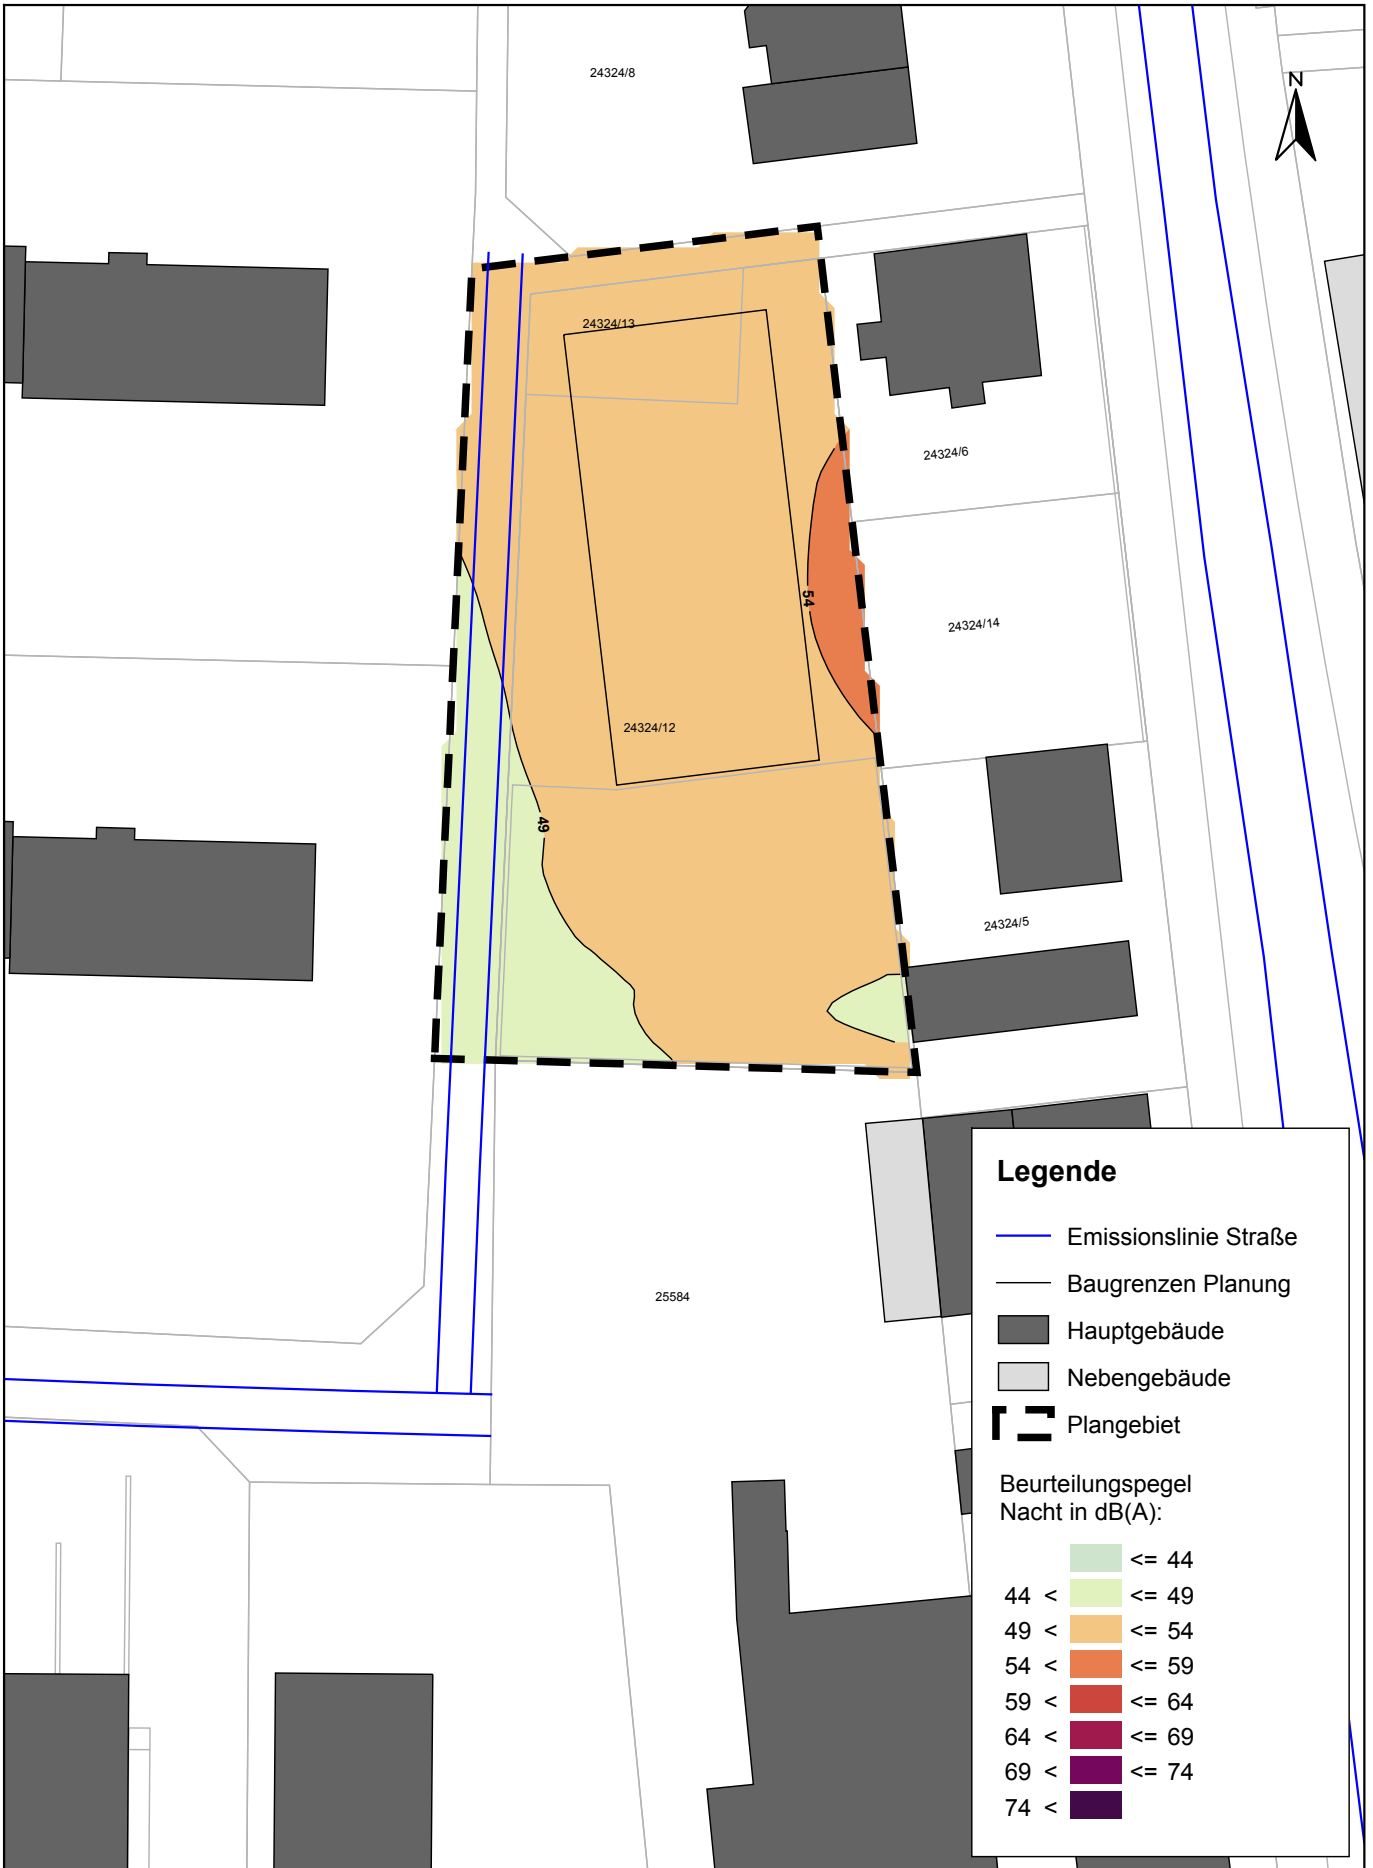 24324/8
N
24324/13
24324/6
54
24324/14
24324/12
49
24324/5
25584
Legende
Emissionslinie Straße
Baugrenzen Planung
Hauptgebäude
Nebengebäude
Plangebiet
Beurteilungspegel
Nacht in dB(A):
<= 44
44 < <= 49
49 < <= 54
54 < <= 59
59 < <= 64
64 < <= 69
69 < <= 74
74 <